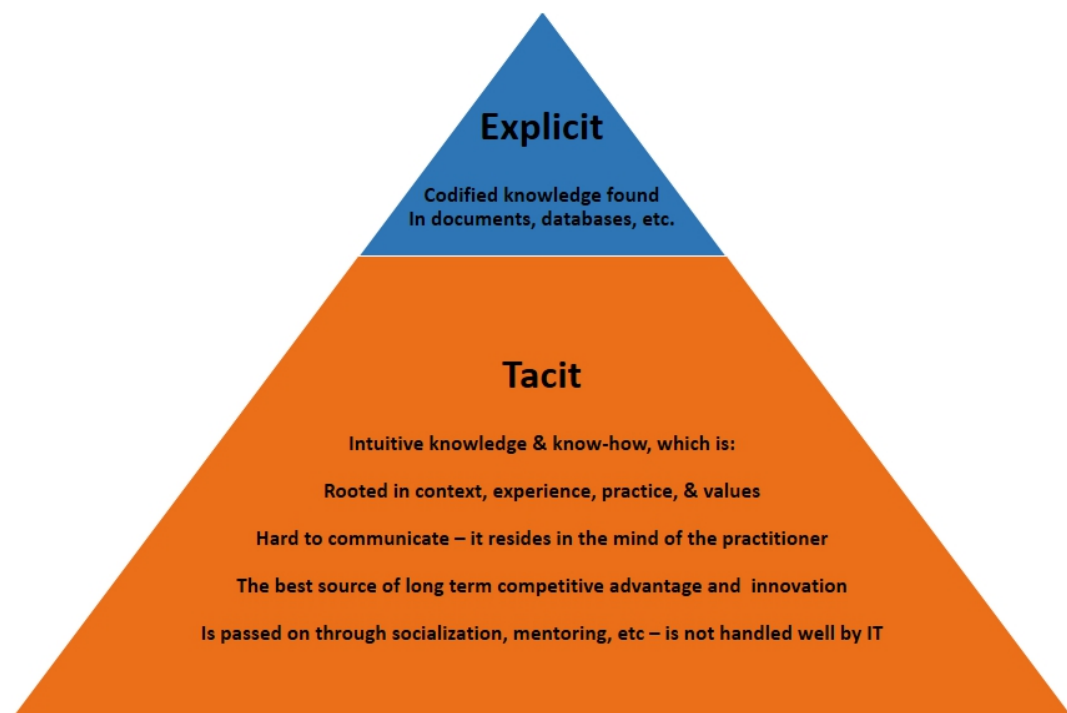 Explicit
Codified knowledge found
In documents, databases, etc.
Tacit
Intuitive knowledge & know-how, which is:
Rooted in context, experience, practice, & values
Hard to communicate – it resides in the mind of the practitioner
The best source of long term competitive advantage and  innovation
Is passed on through socialization, mentoring, etc – is not handled well by IT